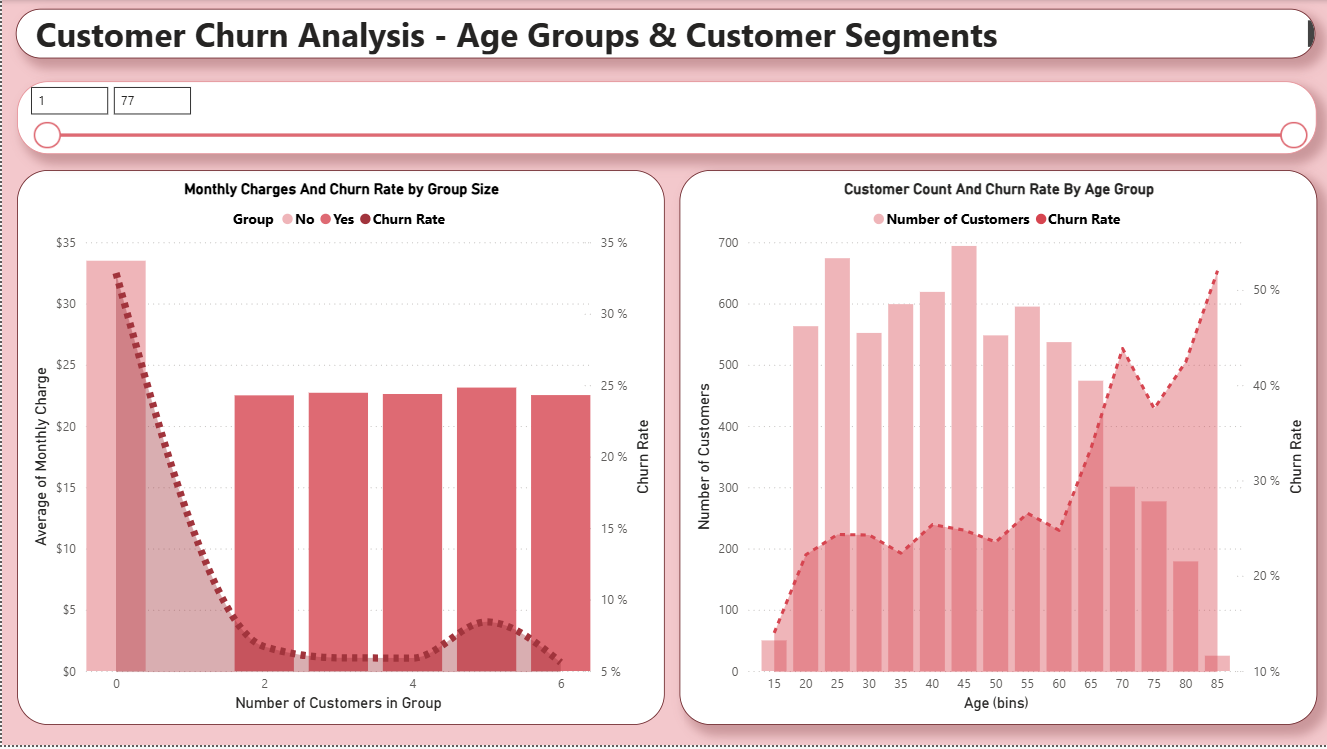 Customer Churn Analysis - Age Groups & Customer Segments
1 77
Monthly Charges And Churn Rate by Group Size
Group No Yes Churn Rate
$35
$30
$25
$20
$15
$10
$5
$0
Average of Monthly Charge
35 %
30 %
25 %
20 %
15 %
10 %
5 %
Churn Rate
0 2 4 6
Number of Customers in Group
Customer Count And Churn Rate By Age Group
Number of Customers Churn Rate
700
600
500
400
300
200
100
0
Number of Customers
50 %
40 %
30 %
20 %
10 %
Churn Rate
15 20 25 30 35 40 45 50 55 60 65 70 75 80 85
Age (bins)